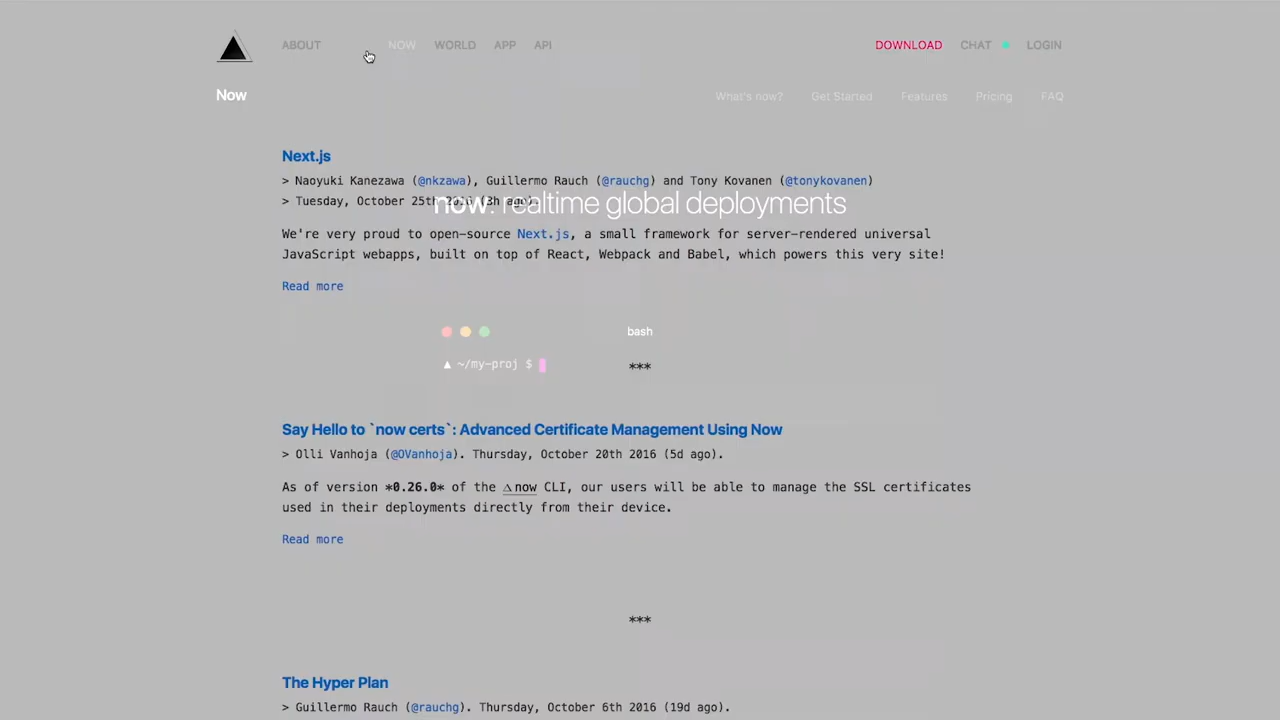 ABOUT NOW WORLD APP API DOWNLOAD CHAT LOGIN
Now What's now? Get Started Features Pricing FAQ
Next.js
> Naoyuki Kanezawa (@nkzawa), Guillermo Rauch (@rauchg) and Tony Kovanen (@tonykovanen)
> Tuesday, October 25th 2016 (3h ago).
now: realtime global deployments
We're very proud to open-source Next.js, a small framework for server-rendered universal
JavaScript webapps, built on top of React, Webpack and Babel, which powers this very site!
Read more
bash
▲ ~/my-proj $
***
Say Hello to `now certs`: Advanced Certificate Management Using Now
> Olli Vanhoja (@OVanhoja). Thursday, October 20th 2016 (5d ago).
As of version *0.26.0* of the △now CLI, our users will be able to manage the SSL certificates
used in their deployments directly from their device.
Read more
***
The Hyper Plan
> Guillermo Rauch (@rauchg). Thursday, October 6th 2016 (19d ago).